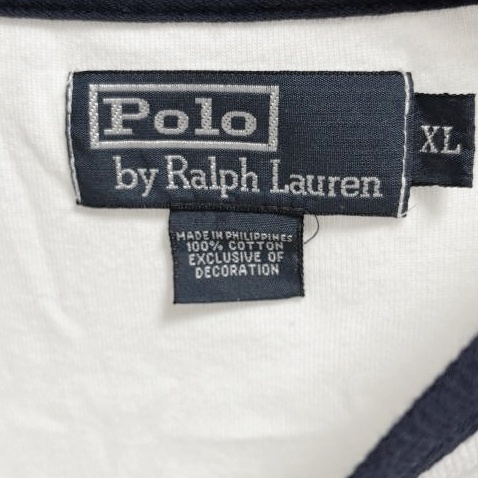 Polo
by Ralph Lauren
XL
MADE IN PHILIPPINES
100% COTTON
EXCLUSIVE OF
DECORATION